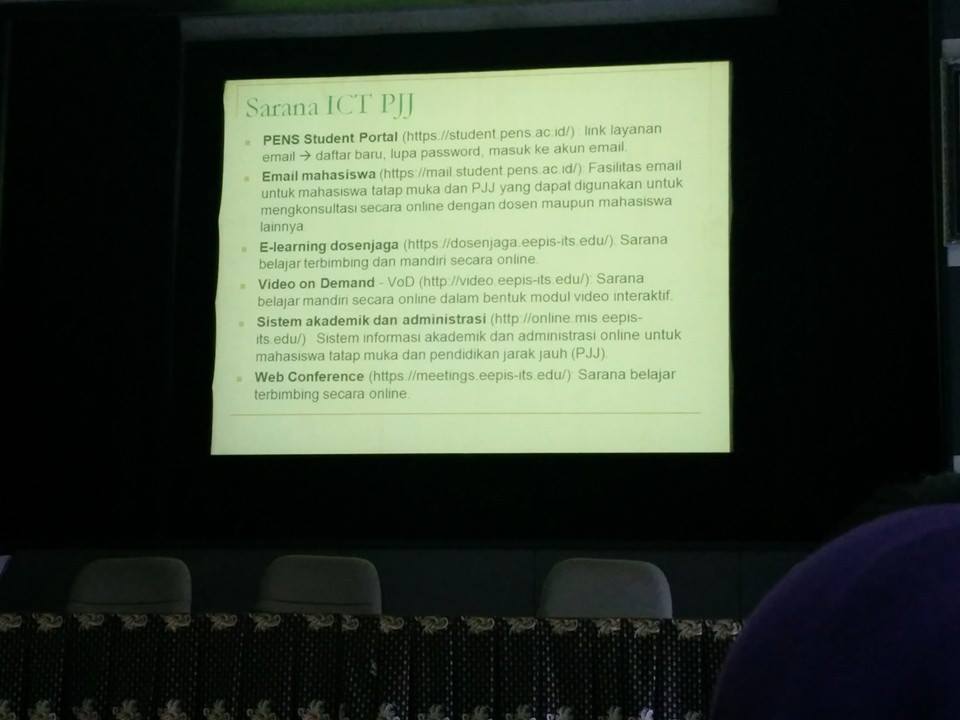 Sarana ICT PJJ
PENS Student Portal (https://student.pens.ac.id/) : link layanan
email → daftar baru, lupa password, masuk ke akun email.
Email mahasiswa (https://mail.student.pens.ac.id/): Fasilitas email
untuk mahasiswa tatap muka dan PJJ yang dapat digunakan untuk
mengkonsultasi secara online dengan dosen maupun mahasiswa
lainnya
E-learning dosenjaga (https://dosenjaga.eepis-its.edu/): Sarana
belajar terbimbing dan mandiri secara online.
Video on Demand - VoD (http://video.eepis-its.edu/): Sarana
belajar mandiri secara online dalam bentuk modul video interaktif.
Sistem akademik dan administrasi (http://online.mis.eepis-
its.edu/) : Sistem informasi akademik dan administrasi online untuk
mahasiswa tatap muka dan pendidikan jarak jauh (PJJ).
Web Conference (https://meetings.eepis-its.edu/): Sarana belajar
terbimbing secara online.